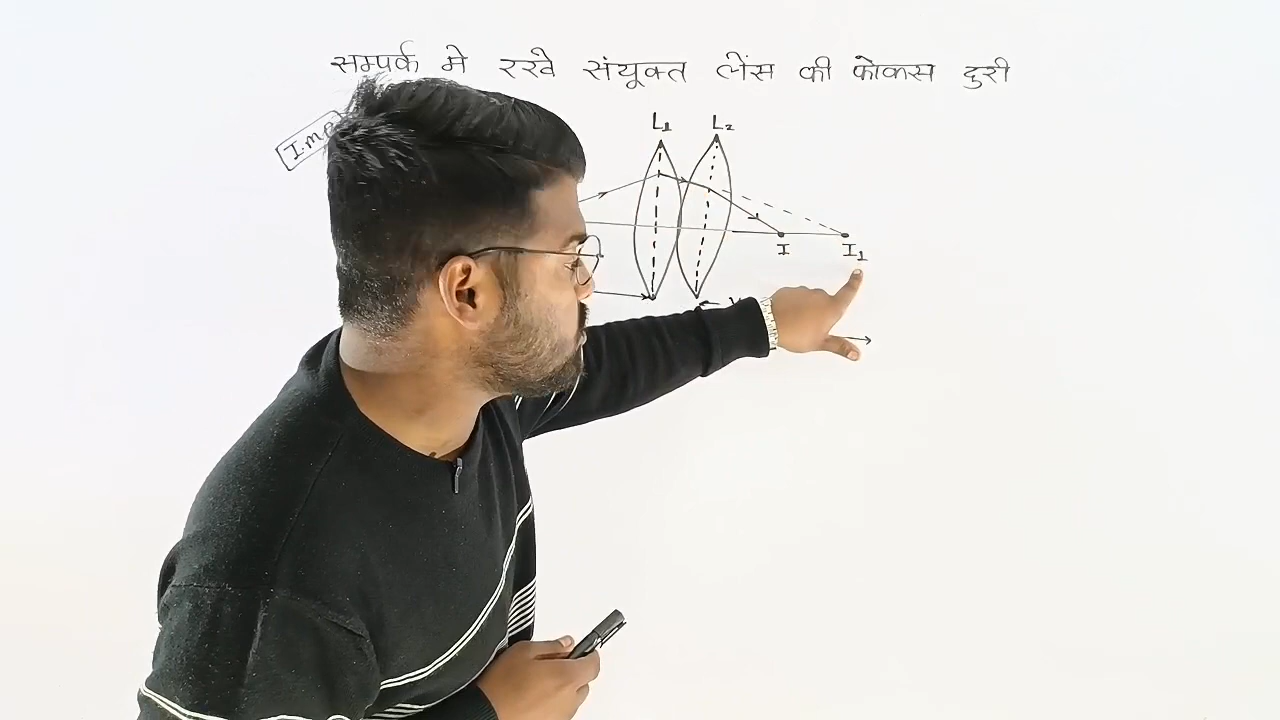 सम्पर्क मे रखे संयूक्त लेंस की फोकस दुरी
L₁ L₂
I I₁